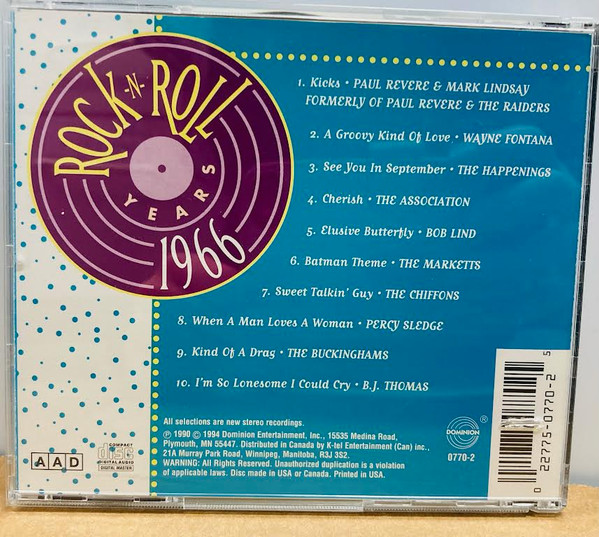 ROCK -N- ROLL
YEARS
1966
1. Kicks • PAUL REVERE & MARK LINDSAY
FORMERLY OF PAUL REVERE & THE RAIDERS
2. A Groovy Kind Of Love • WAYNE FONTANA
3. See You In September • THE HAPPENINGS
4. Cherish • THE ASSOCIATION
5. Elusive Butterfly • BOB LIND
6. Batman Theme • THE MARKETTS
7. Sweet Talkin' Guy • THE CHIFFONS
8. When A Man Loves A Woman • PERCY SLEDGE
9. Kind Of A Drag • THE BUCKINGHAMS
10. I'm So Lonesome I Could Cry • B.J. THOMAS
All selections are new stereo recordings.
℗ 1990 © 1994 Dominion Entertainment, Inc., 15535 Medina Road,
Plymouth, MN 55447. Distributed in Canada by K-tel Entertainment (Can) inc.,
21A Murray Park Road, Winnipeg, Manitoba, R3J 3S2.
WARNING: All Rights Reserved. Unauthorized duplication is a violation
of applicable laws. Disc made in USA or Canada. Printed in USA.
AAD
COMPACT
disc
DIGITAL AUDIO
DIGITAL MASTER
DOMINION
®
0770-2
0 22775-0770-2 5